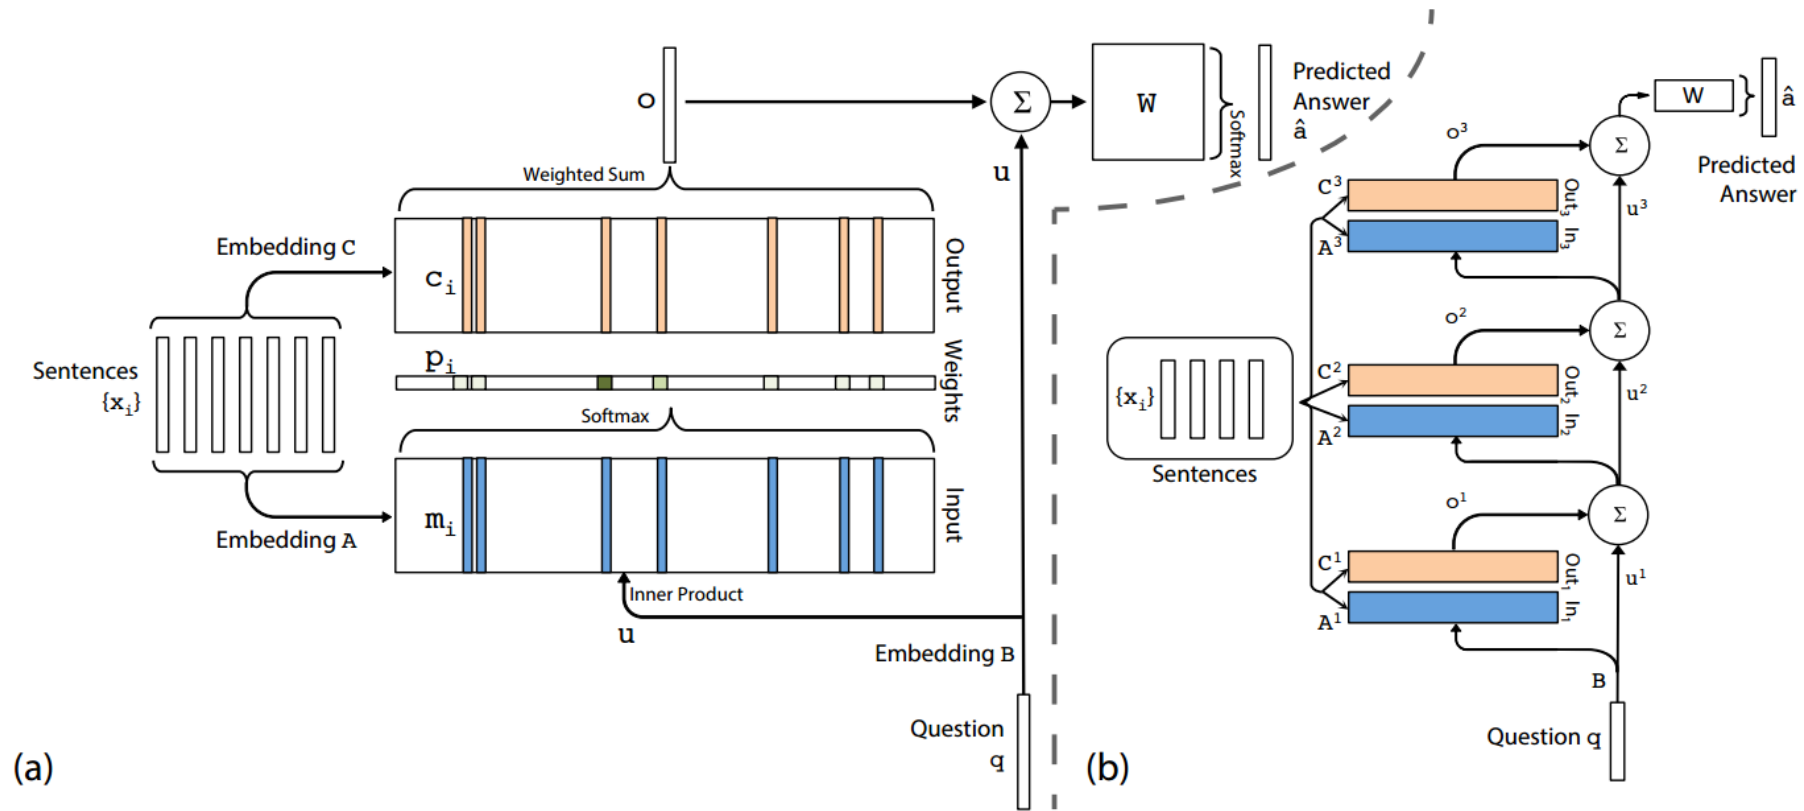 o
Σ
W
Softmax
Predicted
Answer
â
u
Weighted Sum
Embedding C
c_i
Output
Sentences
{x_i}
p_i
Weights
Softmax
m_i
Input
Embedding A
Inner Product
u
Embedding B
Question
q
(a)
W
â
Predicted
Answer
Σ
o³
C³
Out₃
A³
In₃
u³
Σ
o²
C²
Out₂
A²
In₂
u²
{x_i}
Sentences
Σ
o¹
C¹
Out₁
A¹
In₁
u¹
B
Question q
(b)